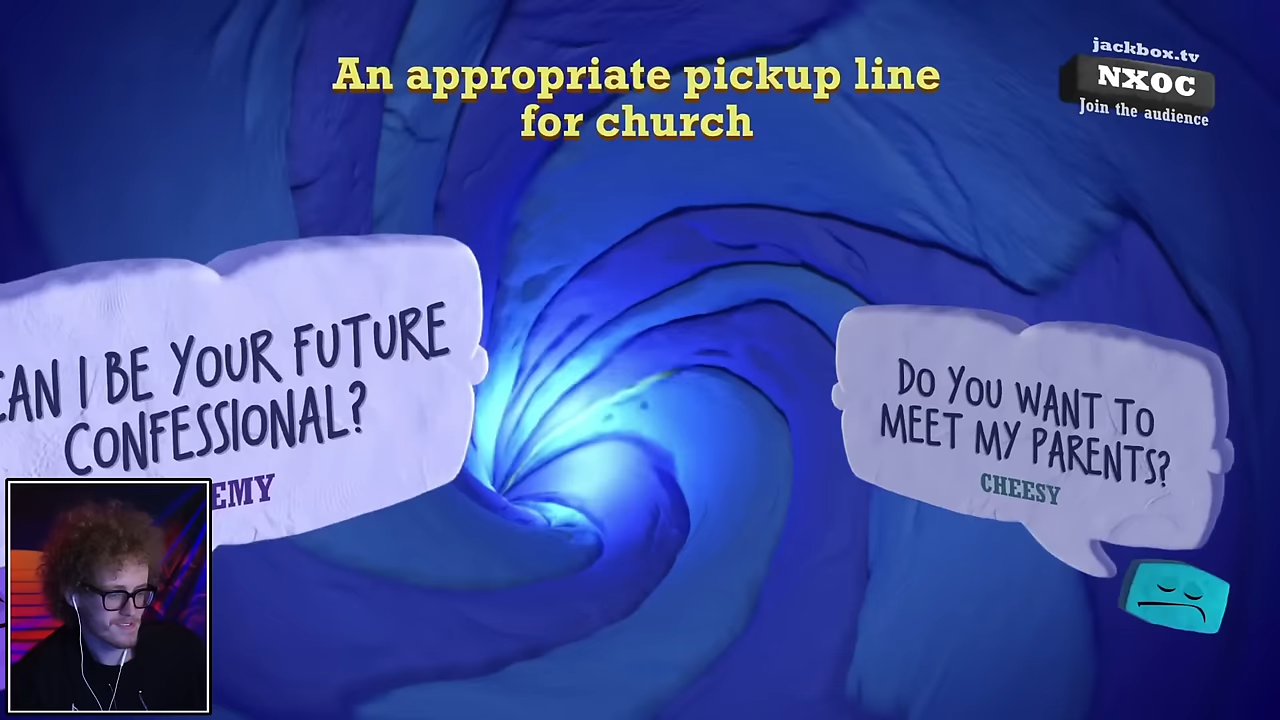 An appropriate pickup line
for church
jackbox.tv
NXOC
Join the audience
CAN I BE YOUR FUTURE
CONFESSIONAL?
EMY
DO YOU WANT TO
MEET MY PARENTS?
CHEESY